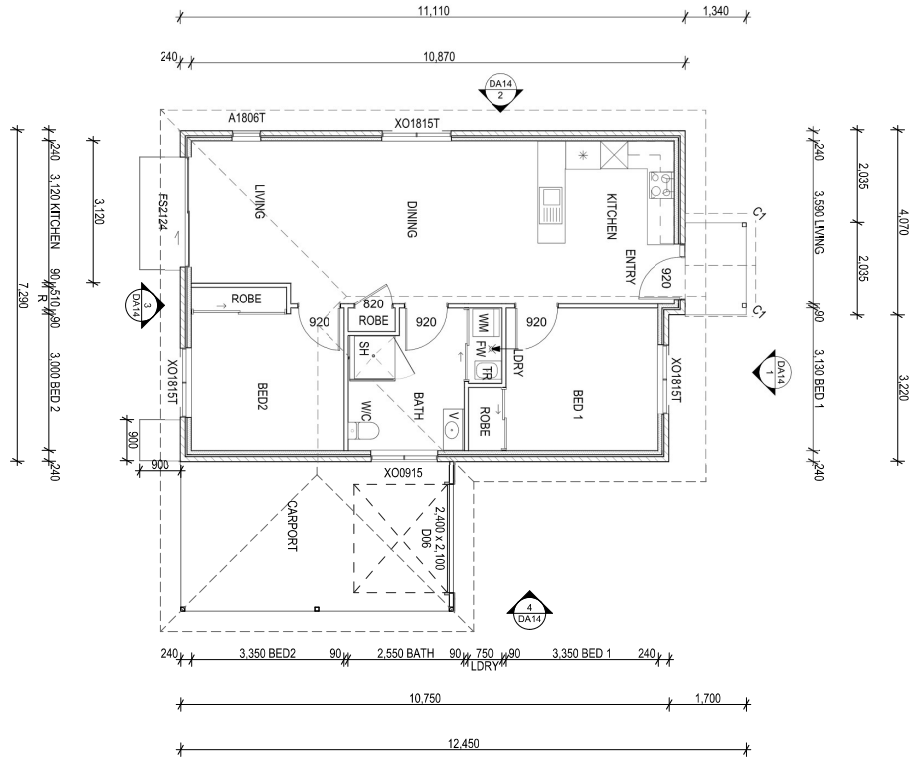 11,110
1,340
240
10,870
DA14
2
A1806T
XO1815T
240
3,120 KITCHEN
90
510
R
90
3,000 BED 2
240
7,290
3,120
FS2124
LIVING
DINING
KITCHEN
ENTRY
920
C1
C1
240
3,590 LIVING
90
3,130 BED 1
240
2,035
2,035
4,070
3,220
ROBE
920
820
ROBE
920
WM
FW
TR
LDRY
920
3
DA14
SH
XO1815T
BED2
W/C
BATH
V
ROBE
BED 1
XO1815T
DA14
1
900
900
XO0915
CARPORT
2,400 x 2,100
D06
4
DA14
240
3,350 BED2
90
2,550 BATH
90
750
LDRY
90
3,350 BED 1
240
10,750
1,700
12,450